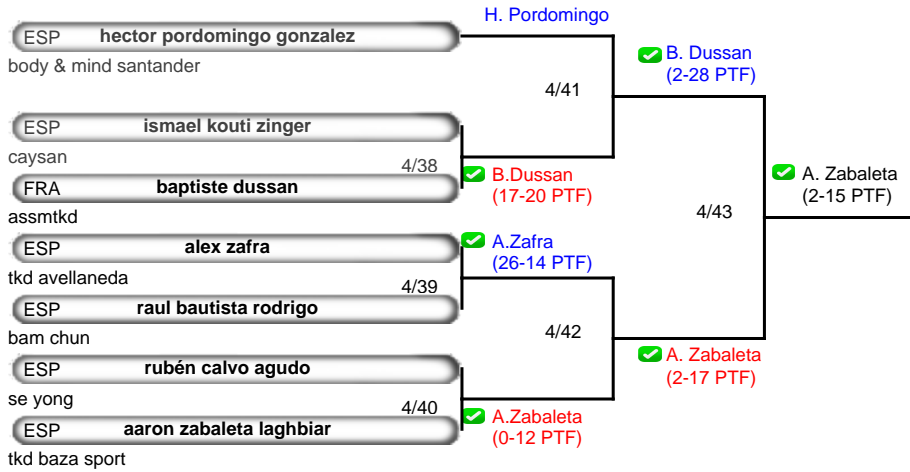 H. Pordomingo
ESP hector pordomingo gonzalez
body & mind santander
B. Dussan
(2-28 PTF)
4/41
ESP ismael kouti zinger
caysan
4/38
FRA baptiste dussan
assmtkd
B.Dussan
(17-20 PTF)
A. Zabaleta
(2-15 PTF)
4/43
ESP alex zafra
tkd avellaneda
A.Zafra
(26-14 PTF)
4/39
ESP raul bautista rodrigo
bam chun
4/42
ESP rubén calvo agudo
se yong
A. Zabaleta
(2-17 PTF)
4/40
ESP aaron zabaleta laghbiar
tkd baza sport
A.Zabaleta
(0-12 PTF)